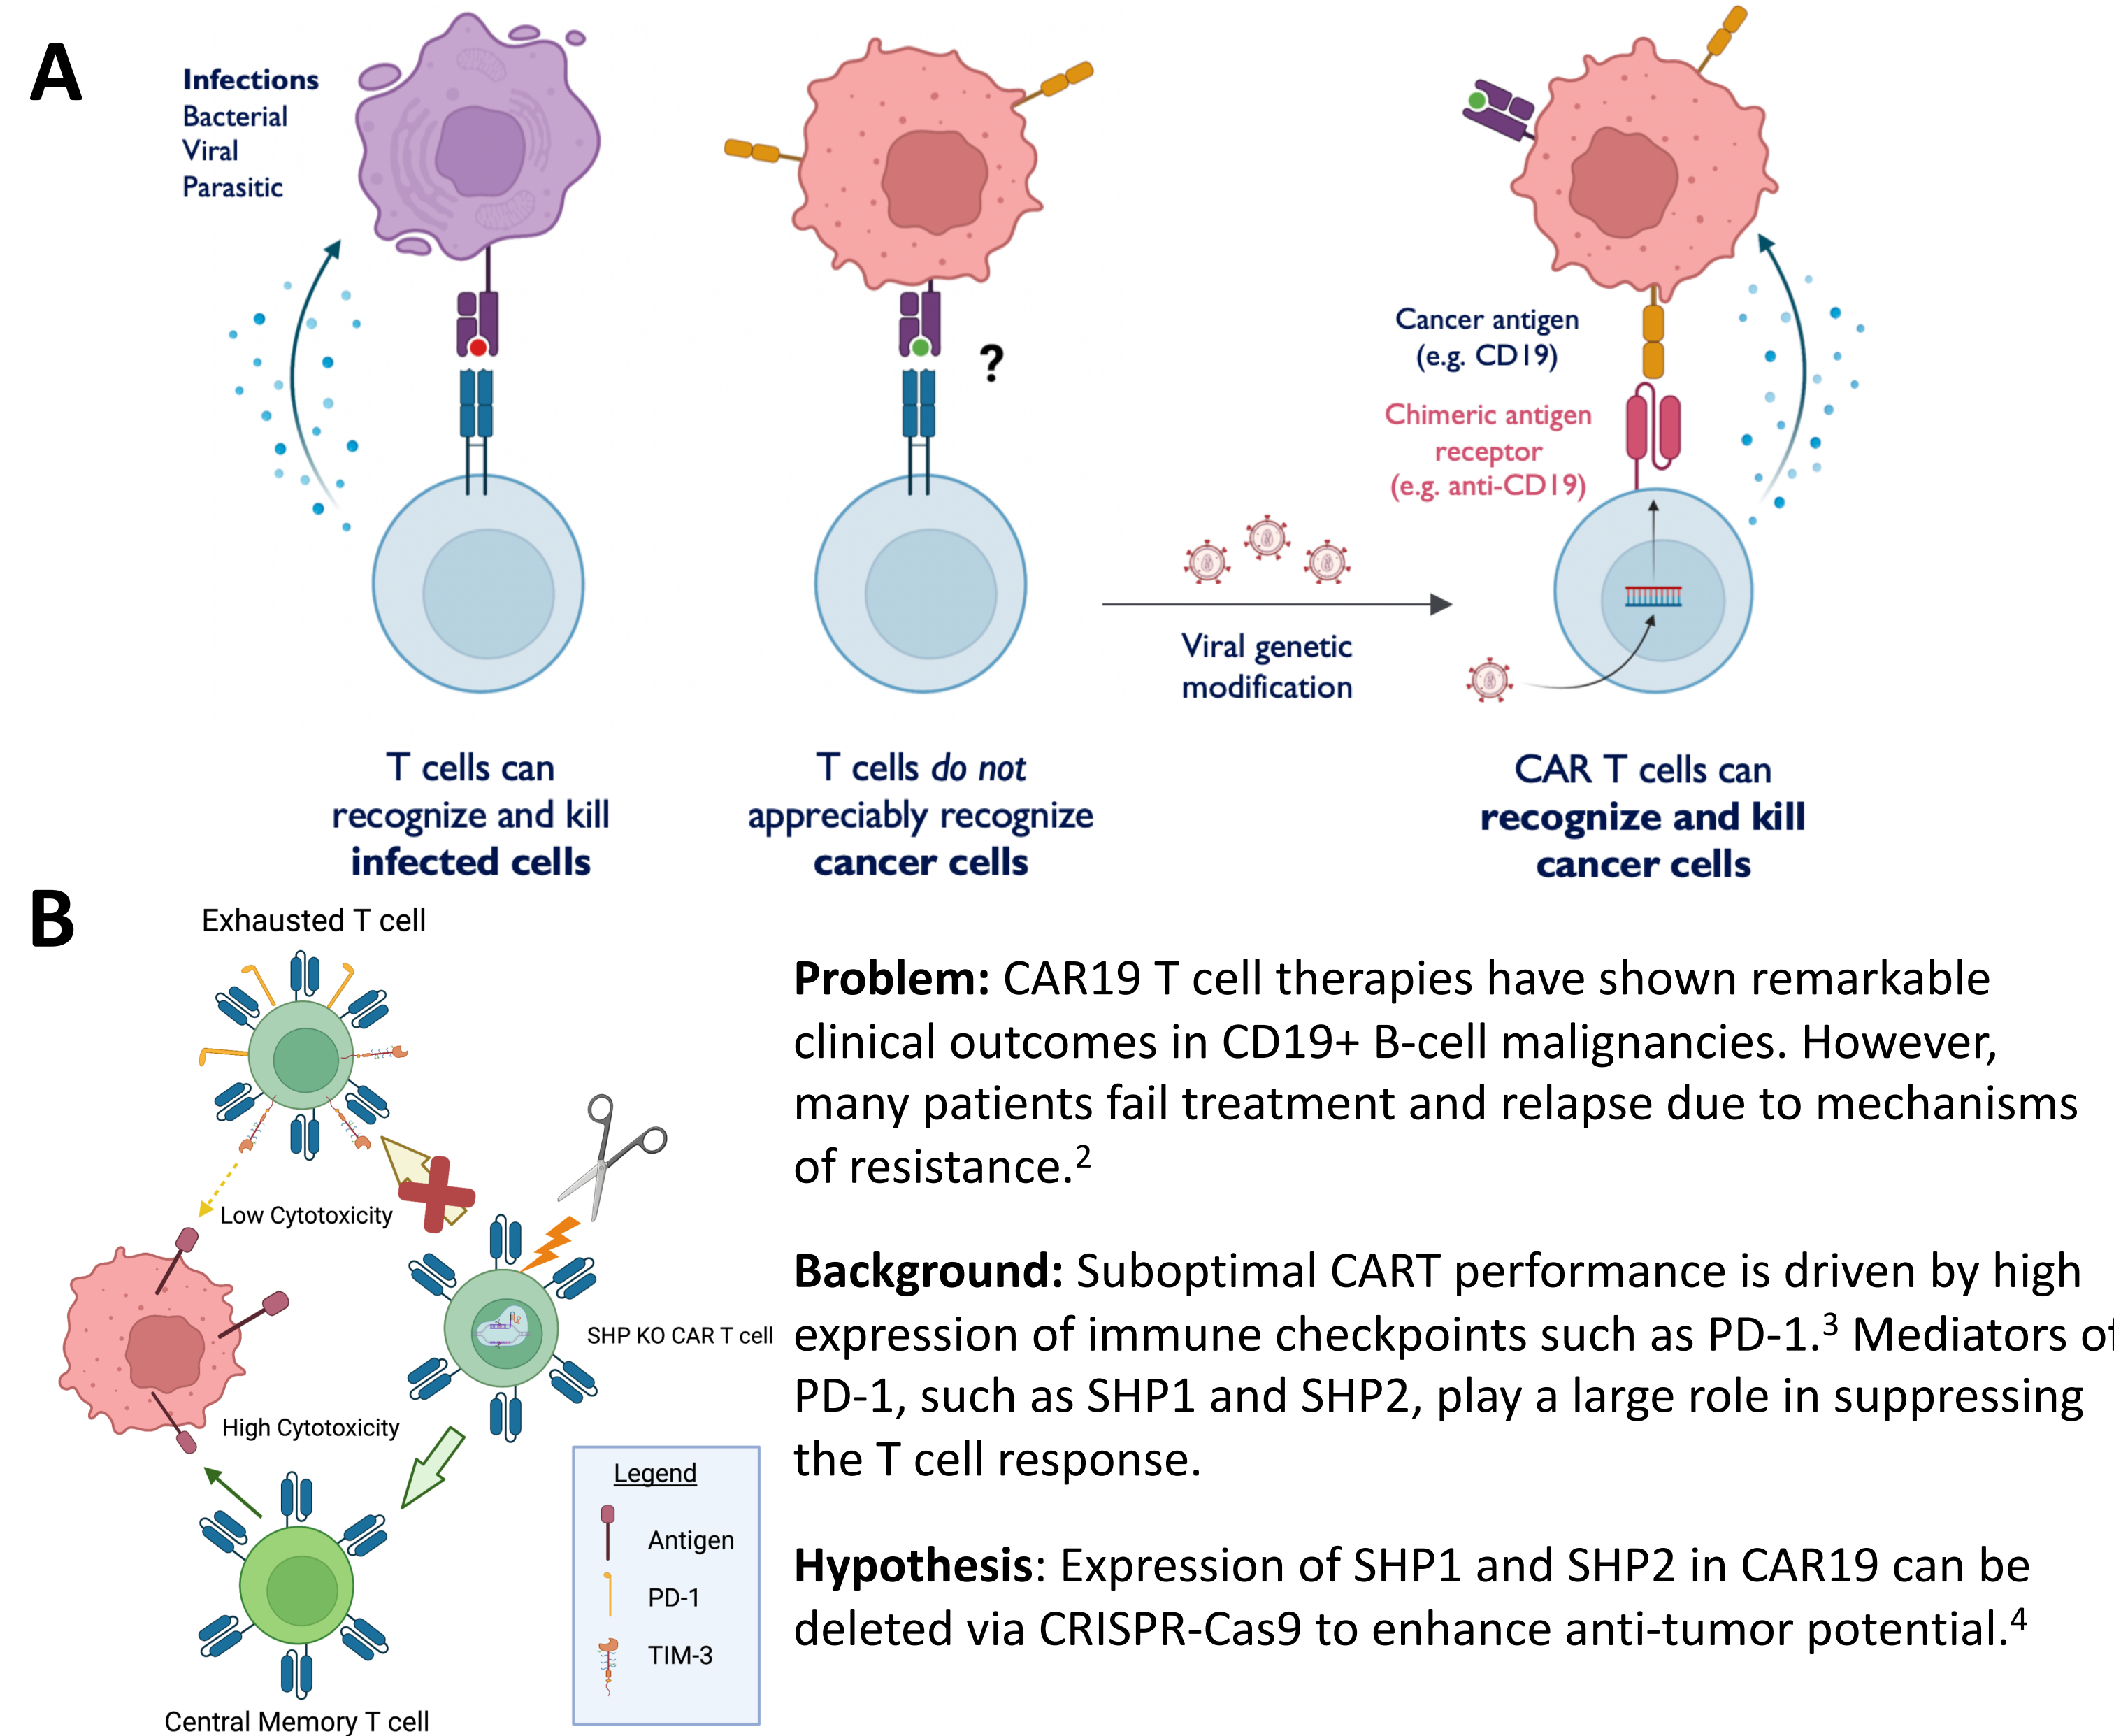 A
Infections
Bacterial
Viral
Parasitic
?
Cancer antigen
(e.g. CD19)
Chimeric antigen
receptor
(e.g. anti-CD19)
Viral genetic
modification
T cells can
recognize and kill
infected cells
T cells do not
appreciably recognize
cancer cells
CAR T cells can
recognize and kill
cancer cells
B
Exhausted T cell
Low Cytotoxicity
SHP KO CAR T cell
High Cytotoxicity
Central Memory T cell
Legend
Antigen
PD-1
TIM-3
Problem: CAR19 T cell therapies have shown remarkable
clinical outcomes in CD19+ B-cell malignancies. However,
many patients fail treatment and relapse due to mechanisms
of resistance.²
Background: Suboptimal CART performance is driven by high
expression of immune checkpoints such as PD-1.³ Mediators of
PD-1, such as SHP1 and SHP2, play a large role in suppressing
the T cell response.
Hypothesis: Expression of SHP1 and SHP2 in CAR19 can be
deleted via CRISPR-Cas9 to enhance anti-tumor potential.⁴